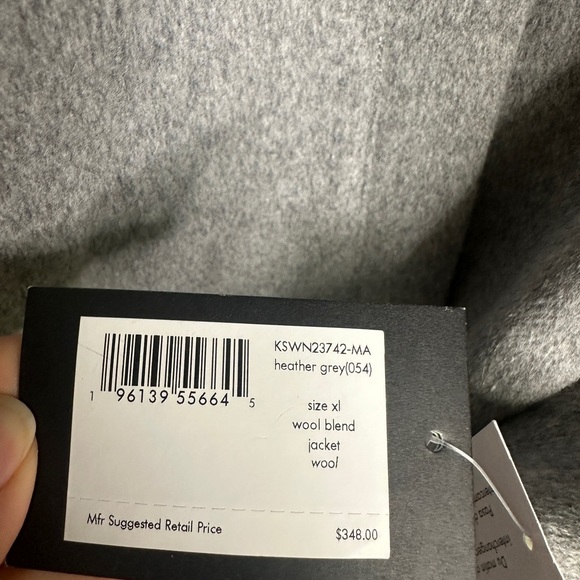 KSWN23742-MA
heather grey(054)
1 96139 55664 5
size xl
wool blend
jacket
wool
Mfr Suggested Retail Price
$348.00